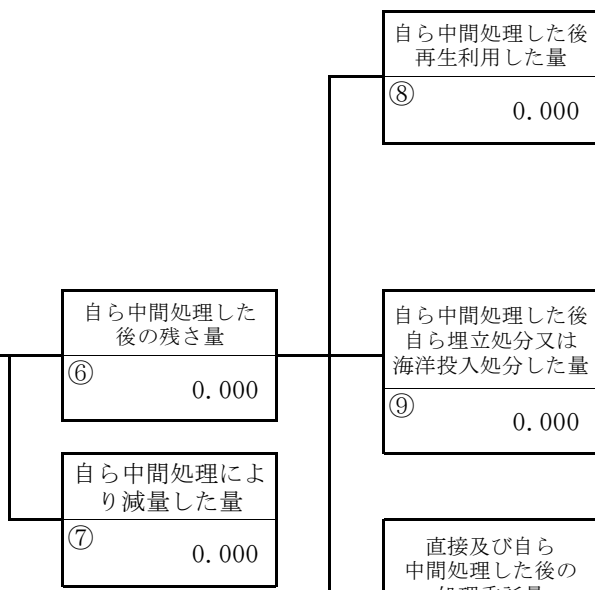 自ら中間処理した後
再生利用した量
⑧
0.000
自ら中間処理した
後の残さ量
⑥
0.000
自ら中間処理した後
自ら埋立処分又は
海洋投入処分した量
⑨
0.000
自ら中間処理によ
り減量した量
⑦
0.000
直接及び自ら
中間処理した後の